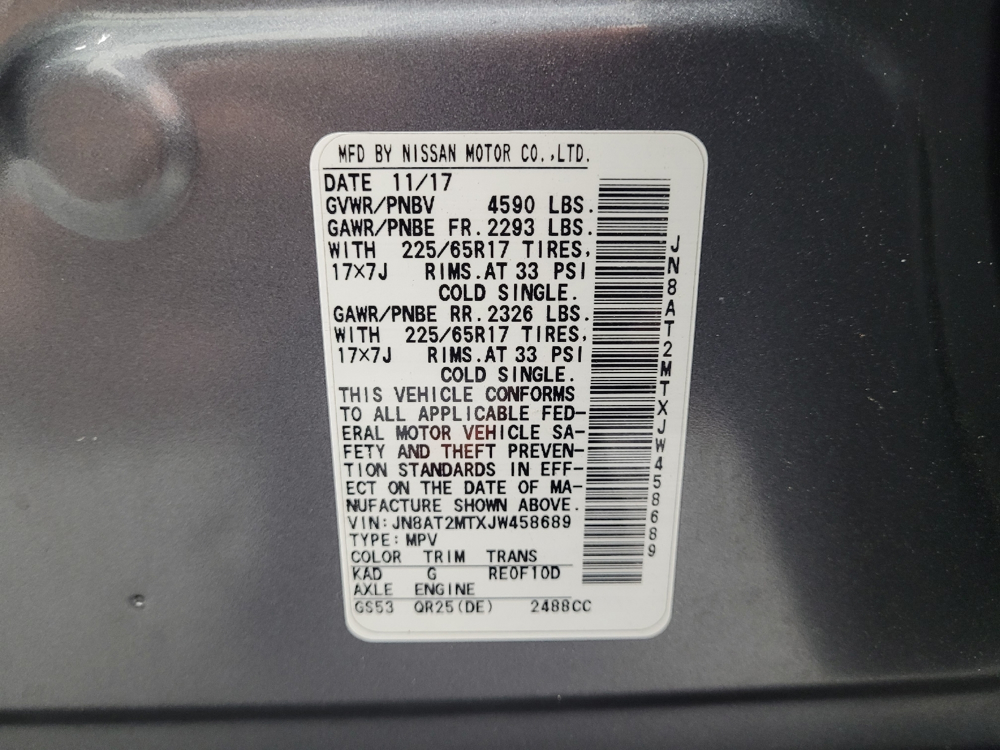 MFD BY NISSAN MOTOR CO.,LTD.
DATE 11/17
GVWR/PNBV 4590 LBS.
GAWR/PNBE FR.2293 LBS.
WITH 225/65R17 TIRES,
17×7J RIMS.AT 33 PSI
COLD SINGLE.
GAWR/PNBE RR.2326 LBS.
WITH 225/65R17 TIRES,
17×7J RIMS.AT 33 PSI
COLD SINGLE.
THIS VEHICLE CONFORMS
TO ALL APPLICABLE FED-
ERAL MOTOR VEHICLE SA-
FETY AND THEFT PREVEN-
TION STANDARDS IN EFF-
ECT ON THE DATE OF MA-
NUFACTURE SHOWN ABOVE.
VIN:JN8AT2MTXJW458689
TYPE:MPV
COLOR TRIM TRANS
KAD G RE0F10D
AXLE ENGINE
GS53 QR25(DE) 2488CC
JN8AT2MTXJW458689